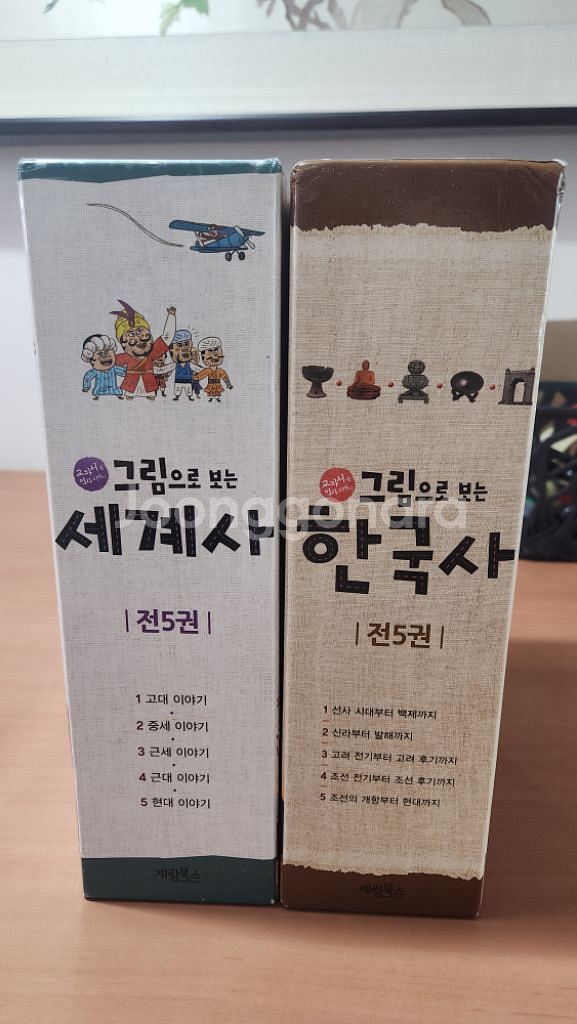 그림으로 보는
세계사
전5권
1 고대 이야기
2 중세 이야기
3 근세 이야기
4 근대 이야기
5 현대 이야기
계림북스
그림으로 보는
한국사
전5권
1 선사 시대부터 백제까지
2 신라부터 발해까지
3 고려 전기부터 고려 후기까지
4 조선 전기부터 조선 후기까지
5 조선의 개항부터 현대까지
계림북스
Joonggonara